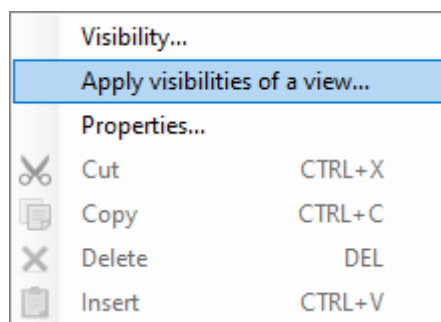 Visibility...
Apply visibilities of a view...
Properties...
Cut CTRL+X
Copy CTRL+C
Delete DEL
Insert CTRL+V